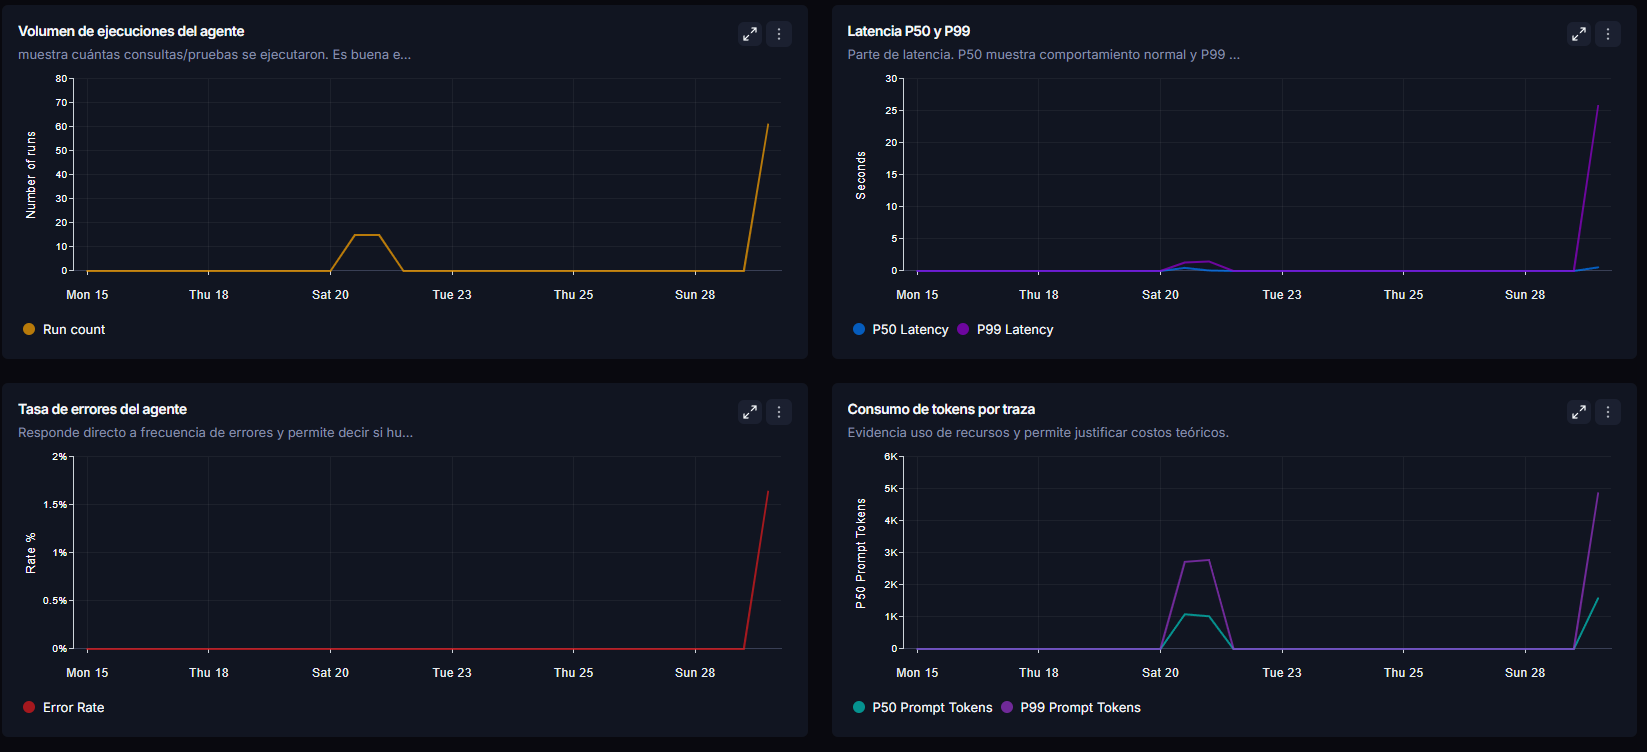 Volumen de ejecuciones del agente
muestra cuántas consultas/pruebas se ejecutaron. Es buena e...
Number of runs
80
70
60
50
40
30
20
10
0
Mon 15 Thu 18 Sat 20 Tue 23 Thu 25 Sun 28
Run count
Latencia P50 y P99
Parte de latencia. P50 muestra comportamiento normal y P99 ...
Seconds
30
25
20
15
10
5
0
Mon 15 Thu 18 Sat 20 Tue 23 Thu 25 Sun 28
P50 Latency P99 Latency
Tasa de errores del agente
Responde directo a frecuencia de errores y permite decir si hu...
Rate %
2%
1.5%
1%
0.5%
0%
Mon 15 Thu 18 Sat 20 Tue 23 Thu 25 Sun 28
Error Rate
Consumo de tokens por traza
Evidencia uso de recursos y permite justificar costos teóricos.
P50 Prompt Tokens
6K
5K
4K
3K
2K
1K
0
Mon 15 Thu 18 Sat 20 Tue 23 Thu 25 Sun 28
P50 Prompt Tokens P99 Prompt Tokens